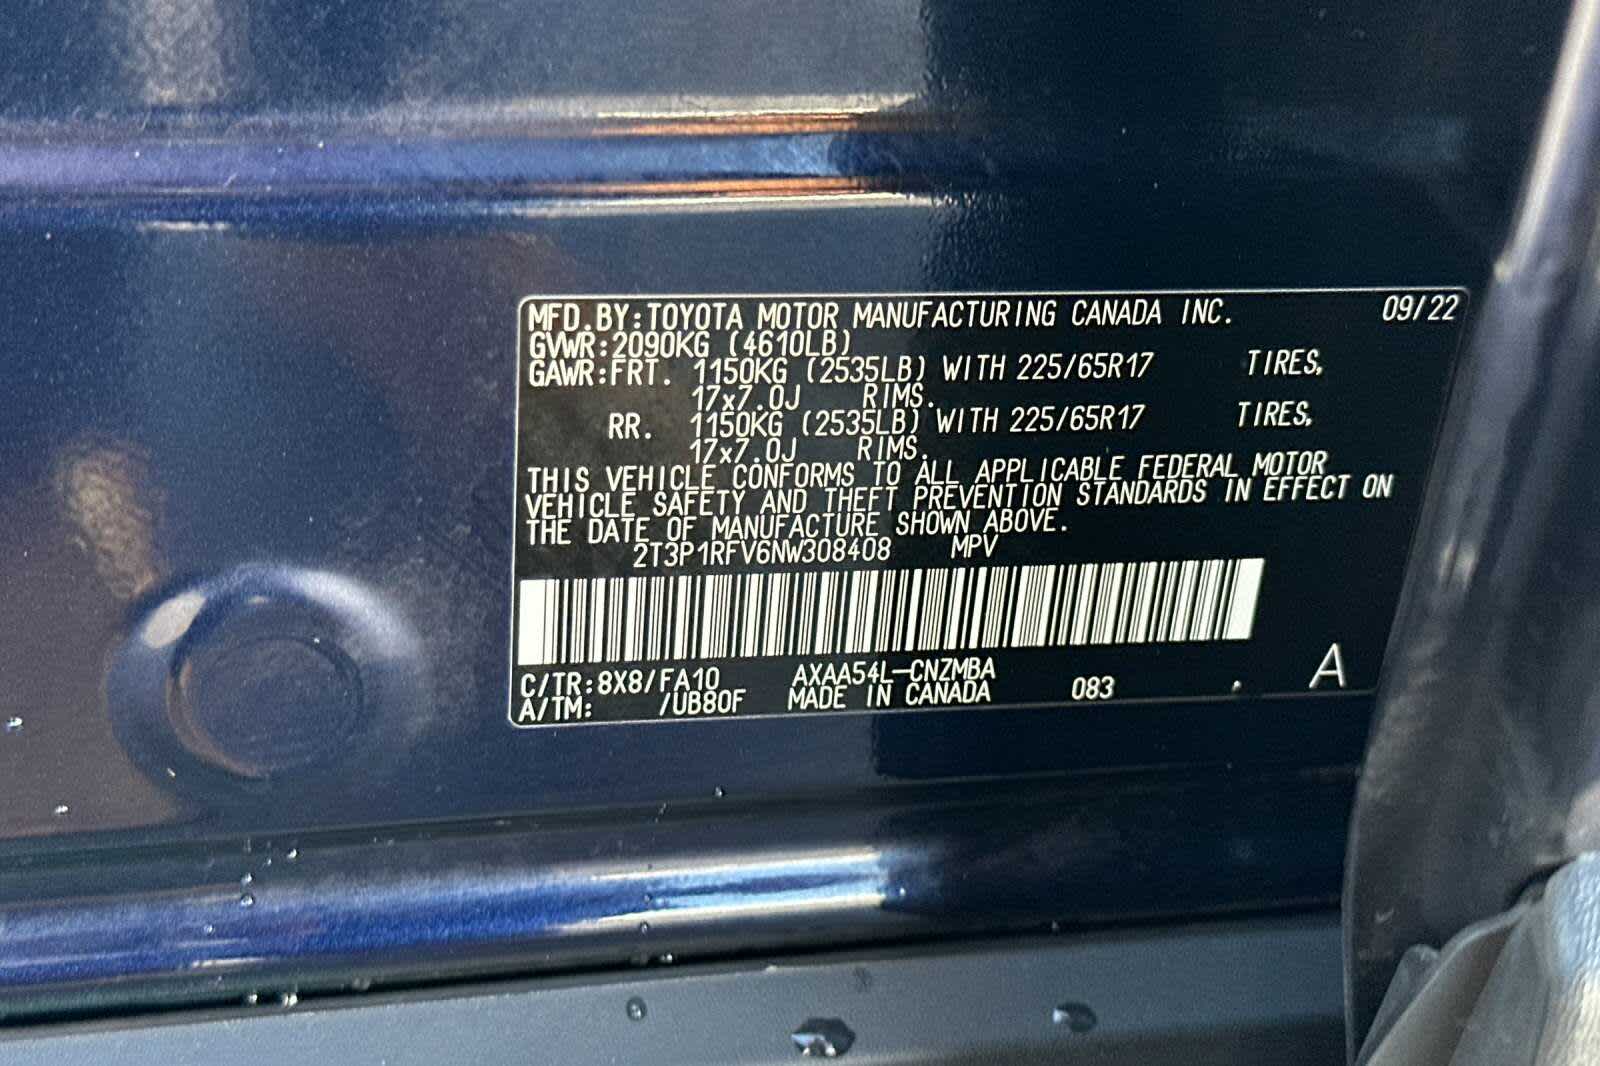 MFD.BY:TOYOTA MOTOR MANUFACTURING CANADA INC. 09/22
GVWR:2090KG (4610LB)
GAWR:FRT. 1150KG (2535LB) WITH 225/65R17 TIRES,
17x7.0J RIMS.
RR. 1150KG (2535LB) WITH 225/65R17 TIRES,
17x7.0J RIMS.
THIS VEHICLE CONFORMS TO ALL APPLICABLE FEDERAL MOTOR
VEHICLE SAFETY AND THEFT PREVENTION STANDARDS IN EFFECT ON
THE DATE OF MANUFACTURE SHOWN ABOVE.
2T3P1RFV6NW308408 MPV
C/TR:8X8/FA10 AXAA54L-CNZMBA
A/TM: /UB80F MADE IN CANADA 083 , A